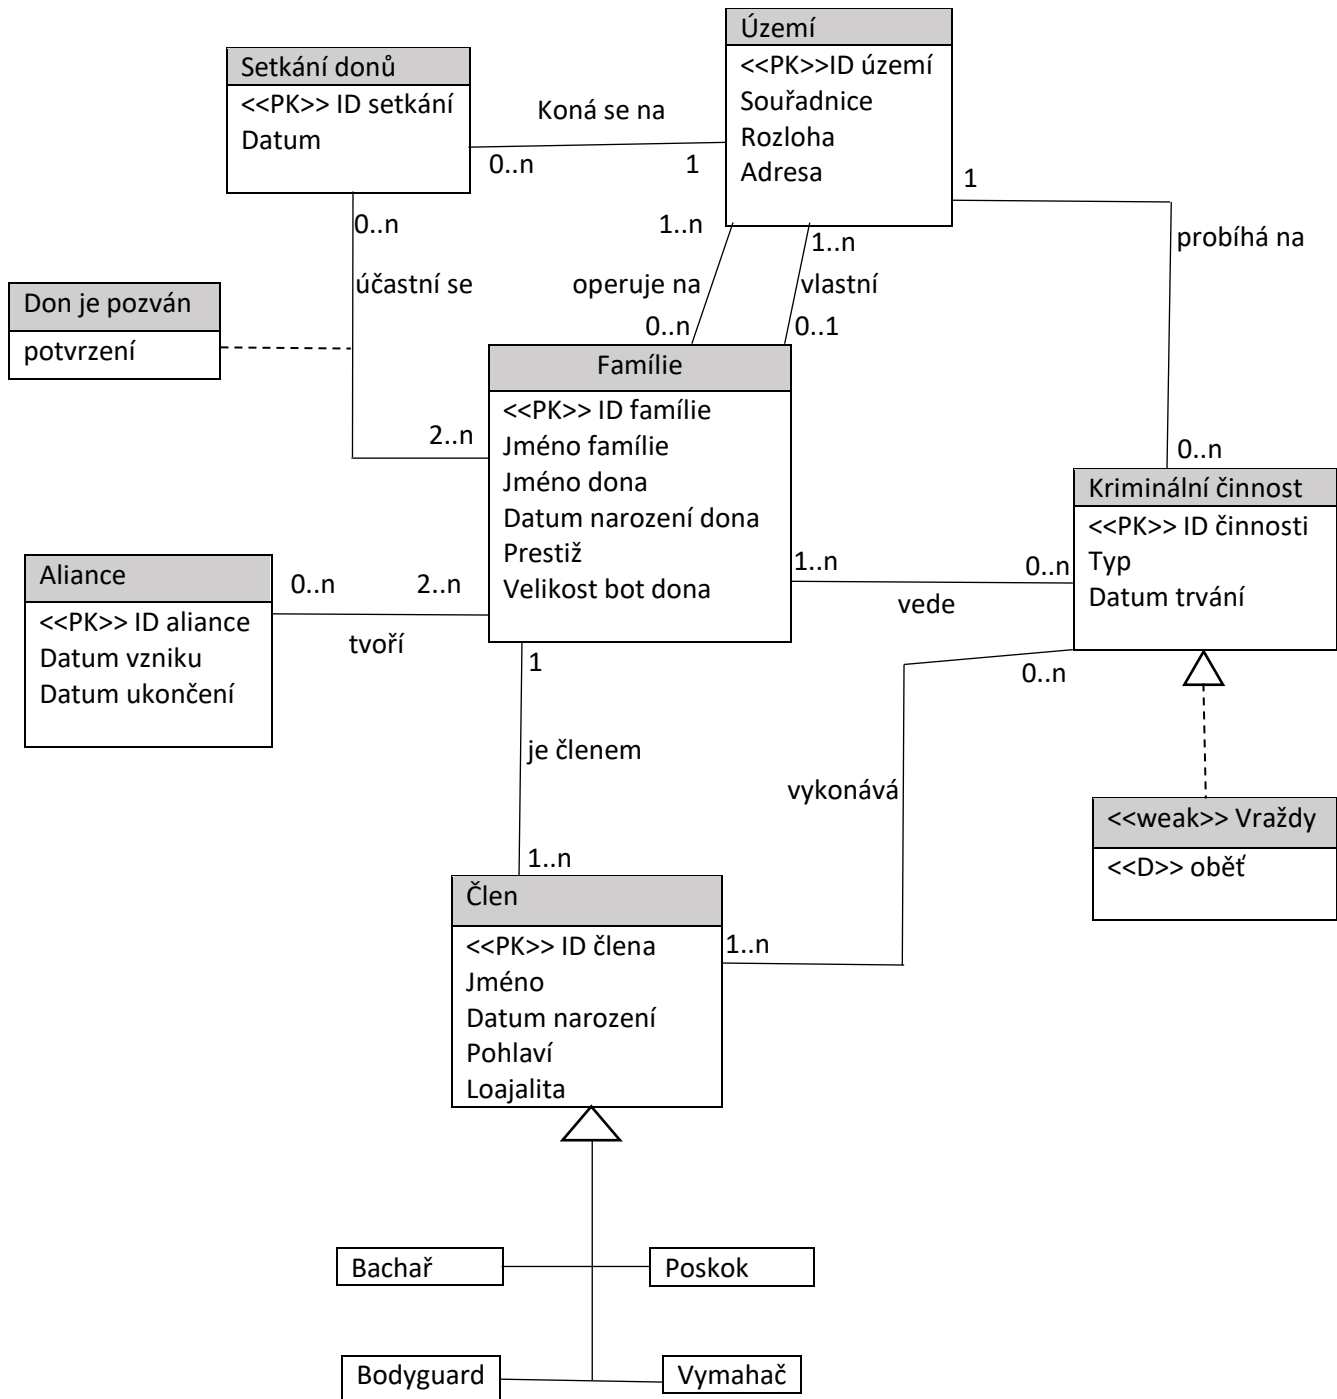 Území
<<PK>>ID území
Souřadnice
Rozloha
Adresa
Setkání donů
<<PK>> ID setkání
Datum
Koná se na
0..n
1
1
0..n
1..n
1..n
probíhá na
účastní se
operuje na
vlastní
0..n
0..1
Don je pozván
potvrzení
Famílie
<<PK>> ID famílie
Jméno famílie
Jméno dona
Datum narození dona
Prestiž
Velikost bot dona
2..n
0..n
Kriminální činnost
<<PK>> ID činnosti
Typ
Datum trvání
1..n
0..n
vede
Aliance
<<PK>> ID aliance
Datum vzniku
Datum ukončení
0..n
2..n
tvoří
1
0..n
je členem
vykonává
<<weak>> Vraždy
<<D>> oběť
1..n
Člen
<<PK>> ID člena
Jméno
Datum narození
Pohlaví
Loajalita
1..n
Bachař
Poskok
Bodyguard
Vymahač